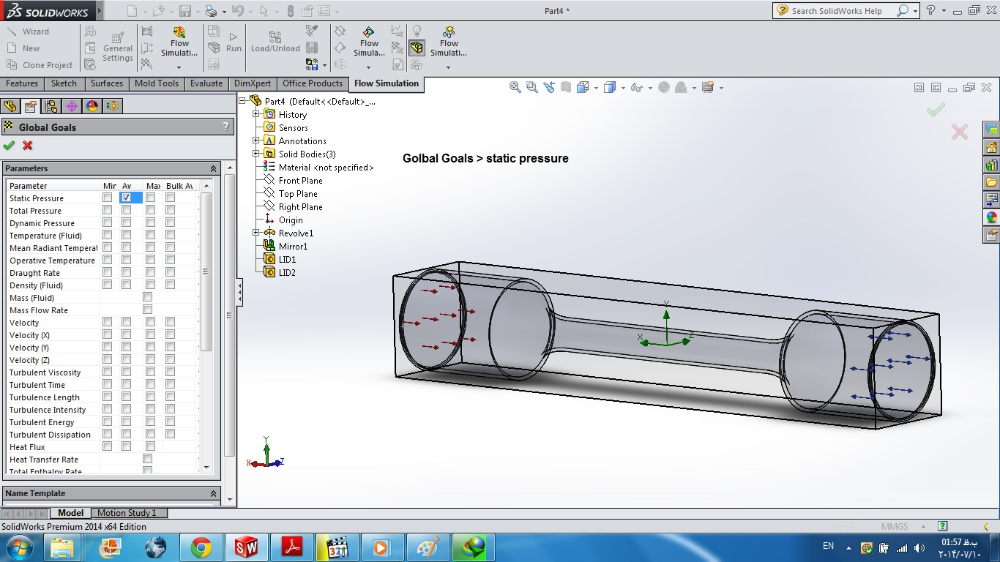 SOLIDWORKS
Part4 *
Search SolidWorks Help
Wizard
New
Clone Project
General Settings
Flow Simulati...
Run
Load/Unload
Flow Simula...
Flow Simulati...
Features
Sketch
Surfaces
Mold Tools
Evaluate
DimXpert
Office Products
Flow Simulation
Global Goals
?
Parameters
Parameter Mir Av Max Bulk Av
Static Pressure
Total Pressure
Dynamic Pressure
Temperature (Fluid)
Mean Radiant Temperat
Operative Temperature
Draught Rate
Density (Fluid)
Mass (Fluid)
Mass Flow Rate
Velocity
Velocity (X)
Velocity (Y)
Velocity (Z)
Turbulent Viscosity
Turbulent Time
Turbulence Length
Turbulence Intensity
Turbulent Energy
Turbulent Dissipation
Heat Flux
Heat Transfer Rate
Total Enthalpy Rate
Name Template
Part4 (Default<<Default>_...
History
Sensors
Annotations
Solid Bodies(3)
Material <not specified>
Front Plane
Top Plane
Right Plane
Origin
Revolve1
Mirror1
LID1
LID2
Golbal Goals > static pressure
Y
X
Z
Y
X
Z
Model
Motion Study 1
SolidWorks Premium 2014 x64 Edition
MMGS
EN
01:57 ب.ظ
۲۰۱۴/۰۷/۱۰